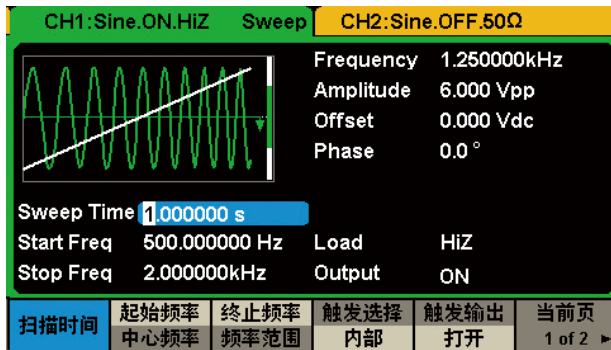 CH1:Sine.ON.HiZ Sweep CH2:Sine.OFF.50Ω
Frequency 1.250000kHz
Amplitude 6.000 Vpp
Offset 0.000 Vdc
Phase 0.0 °
Sweep Time 1.000000 s
Start Freq 500.000000 Hz Load HiZ
Stop Freq 2.000000kHz Output ON
扫描时间 起始频率 终止频率 触发选择 触发输出 当前页
中心频率 频率范围 内部 打开 1 of 2